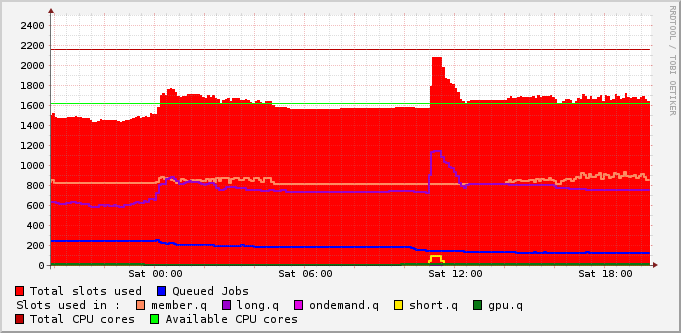 RRDTOOL / TOBI OETIKER
2400
2200
2000
1800
1600
1400
1200
1000
800
600
400
200
0
Sat 00:00 Sat 06:00 Sat 12:00 Sat 18:00
Total slots used Queued Jobs
Slots used in : member.q long.q ondemand.q short.q gpu.q
Total CPU cores Available CPU cores